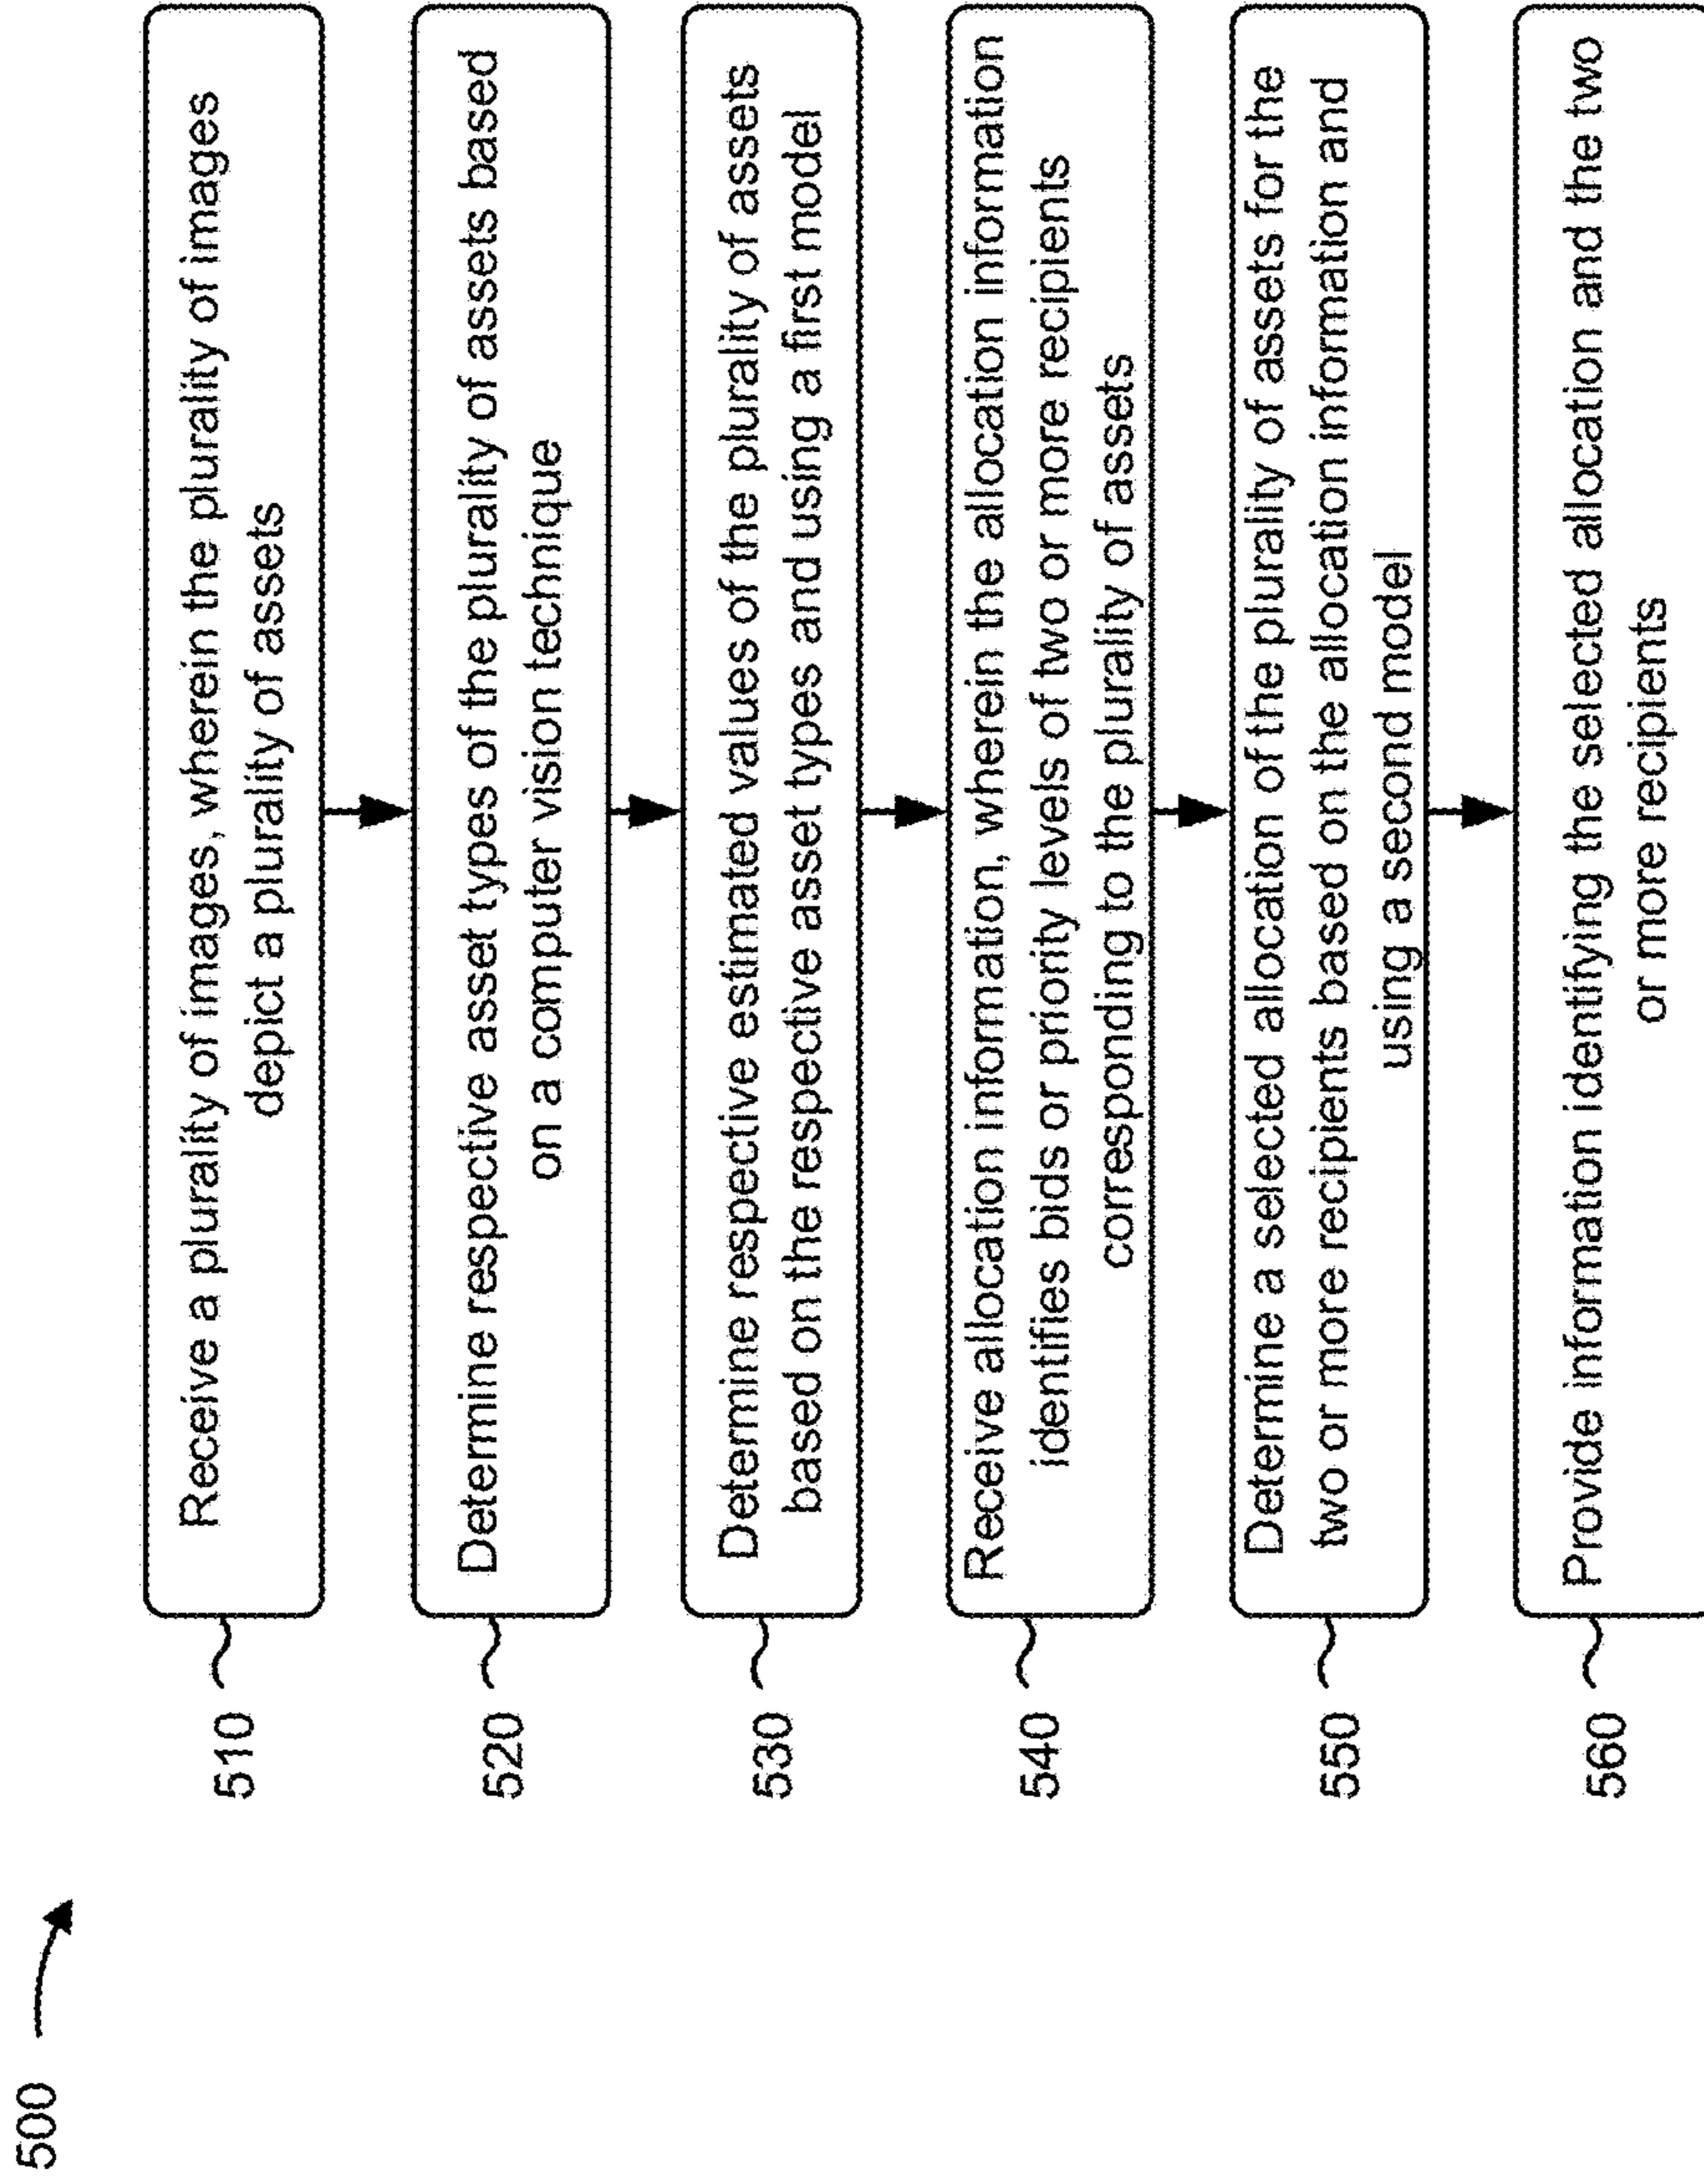 500
510
Receive a plurality of images, wherein the plurality of images
depict a plurality of assets
520
Determine respective asset types of the plurality of assets based
on a computer vision technique
530
Determine respective estimated values of the plurality of assets
based on the respective asset types and using a first model
540
Receive allocation information, wherein the allocation information
identifies bids or priority levels of two or more recipients
corresponding to the plurality of assets
550
Determine a selected allocation of the plurality of assets for the
two or more recipients based on the allocation information and
using a second model
560
Provide information identifying the selected allocation and the two
or more recipients